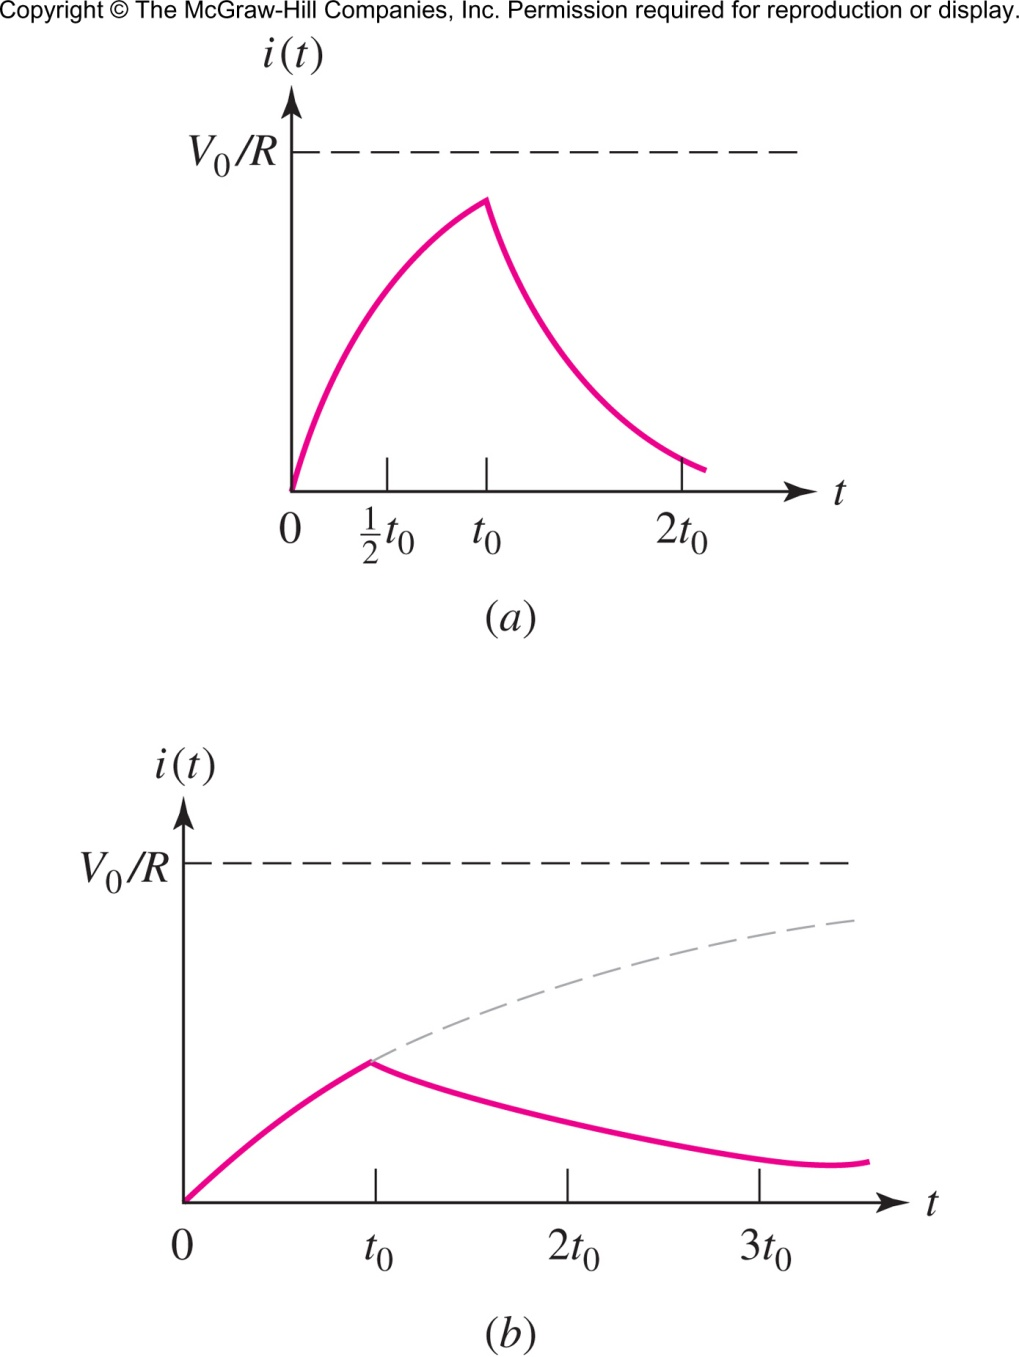 Copyright © The McGraw-Hill Companies, Inc. Permission required for reproduction or display.
i(t)
V₀/R
t
0 ½t₀ t₀ 2t₀
(a)
i(t)
V₀/R
t
0 t₀ 2t₀ 3t₀
(b)